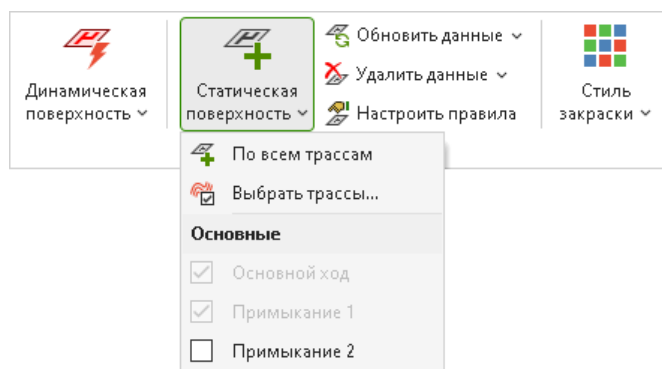 Динамическая
поверхность
Статическая
поверхность
Обновить данные
Удалить данные
Настроить правила
Стиль
закраски
По всем трассам
Выбрать трассы...
Основные
Основной ход
Примыкание 1
Примыкание 2